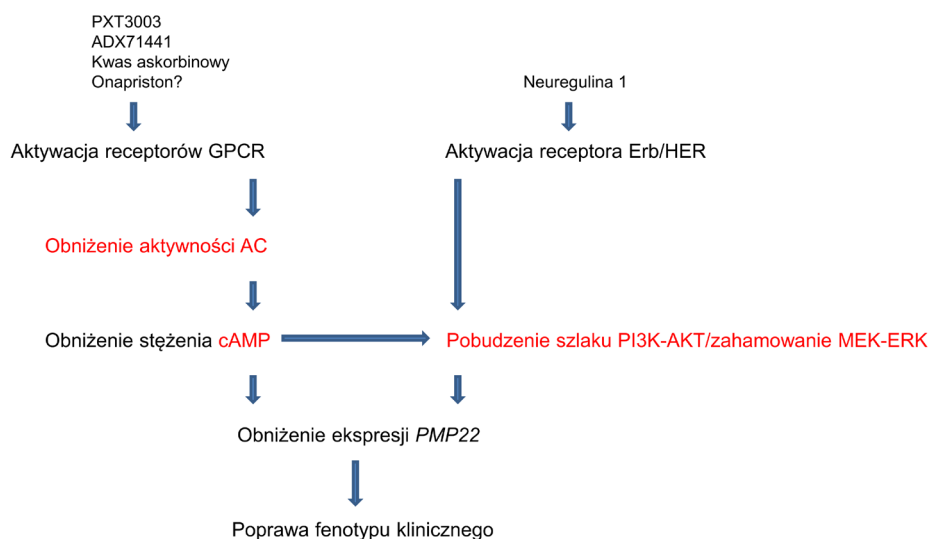 PXT3003
ADX71441
Kwas askorbinowy
Onapriston?
Neuregulina 1
Aktywacja receptorów GPCR
Aktywacja receptora Erb/HER
Obniżenie aktywności AC
Obniżenie stężenia cAMP
Pobudzenie szlaku PI3K-AKT/zahamowanie MEK-ERK
Obniżenie ekspresji PMP22
Poprawa fenotypu klinicznego